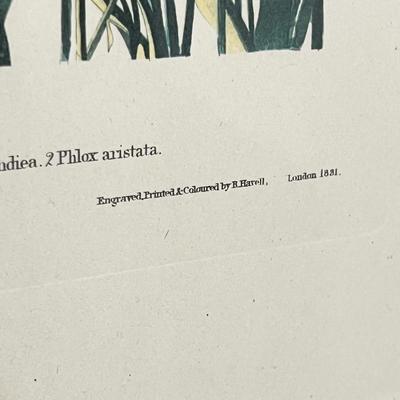 ndiea. 2 Phlox aristata.
Engraved, Printed & Coloured by R. Havell, London 1831.